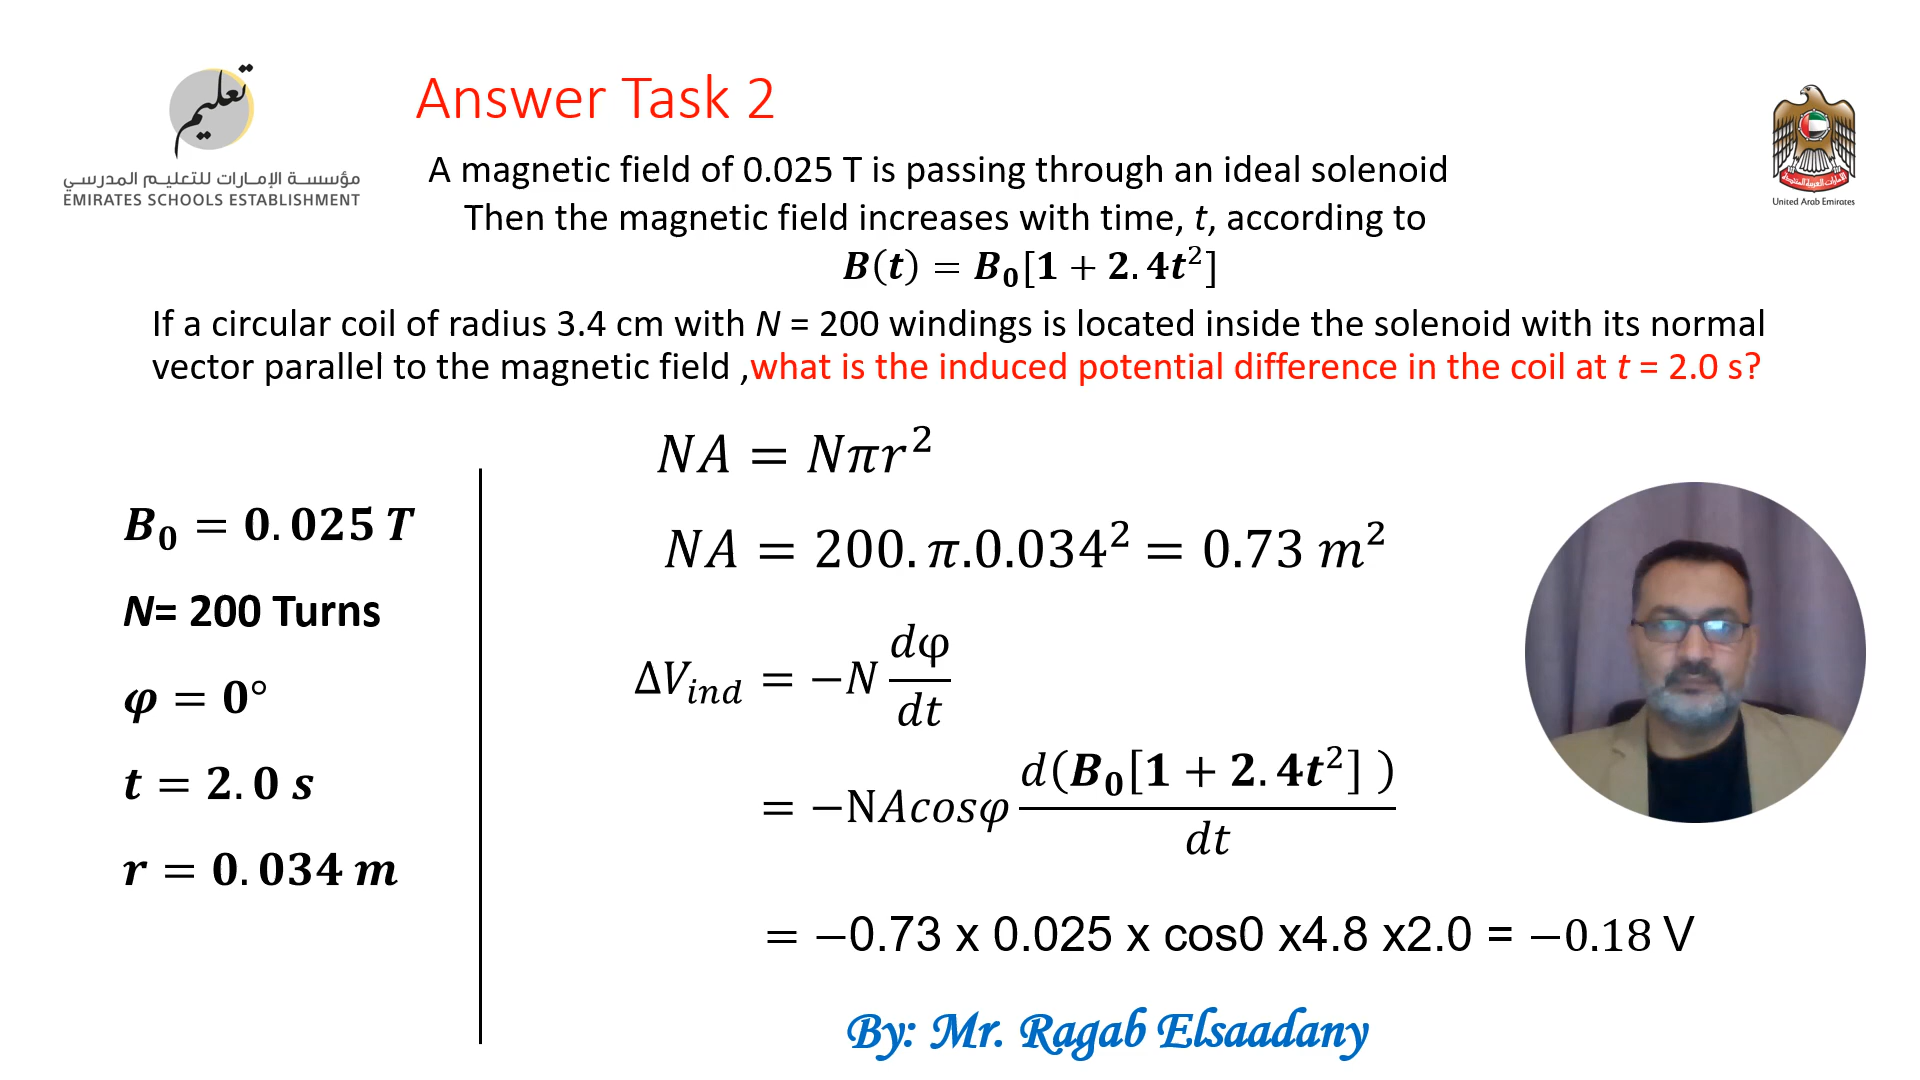 تعليم
مؤسسة الإمارات للتعليم المدرسي
EMIRATES SCHOOLS ESTABLISHMENT
Answer Task 2
United Arab Emirates
A magnetic field of 0.025 T is passing through an ideal solenoid
Then the magnetic field increases with time, t, according to
B(t) = B₀[1 + 2.4t²]
If a circular coil of radius 3.4 cm with N = 200 windings is located inside the solenoid with its normal
vector parallel to the magnetic field ,what is the induced potential difference in the coil at t = 2.0 s?
B₀ = 0.025 T
N= 200 Turns
φ = 0°
t = 2.0 s
r = 0.034 m
NA = Nπr²
NA = 200. π.0.034² = 0.73 m²
ΔV_ind = −N dφ/dt
= −NAcosφ d(B₀[1 + 2.4t²] )/dt
= −0.73 x 0.025 x cos0 x4.8 x2.0 = −0.18 V
By: Mr. Ragab Elsaadany